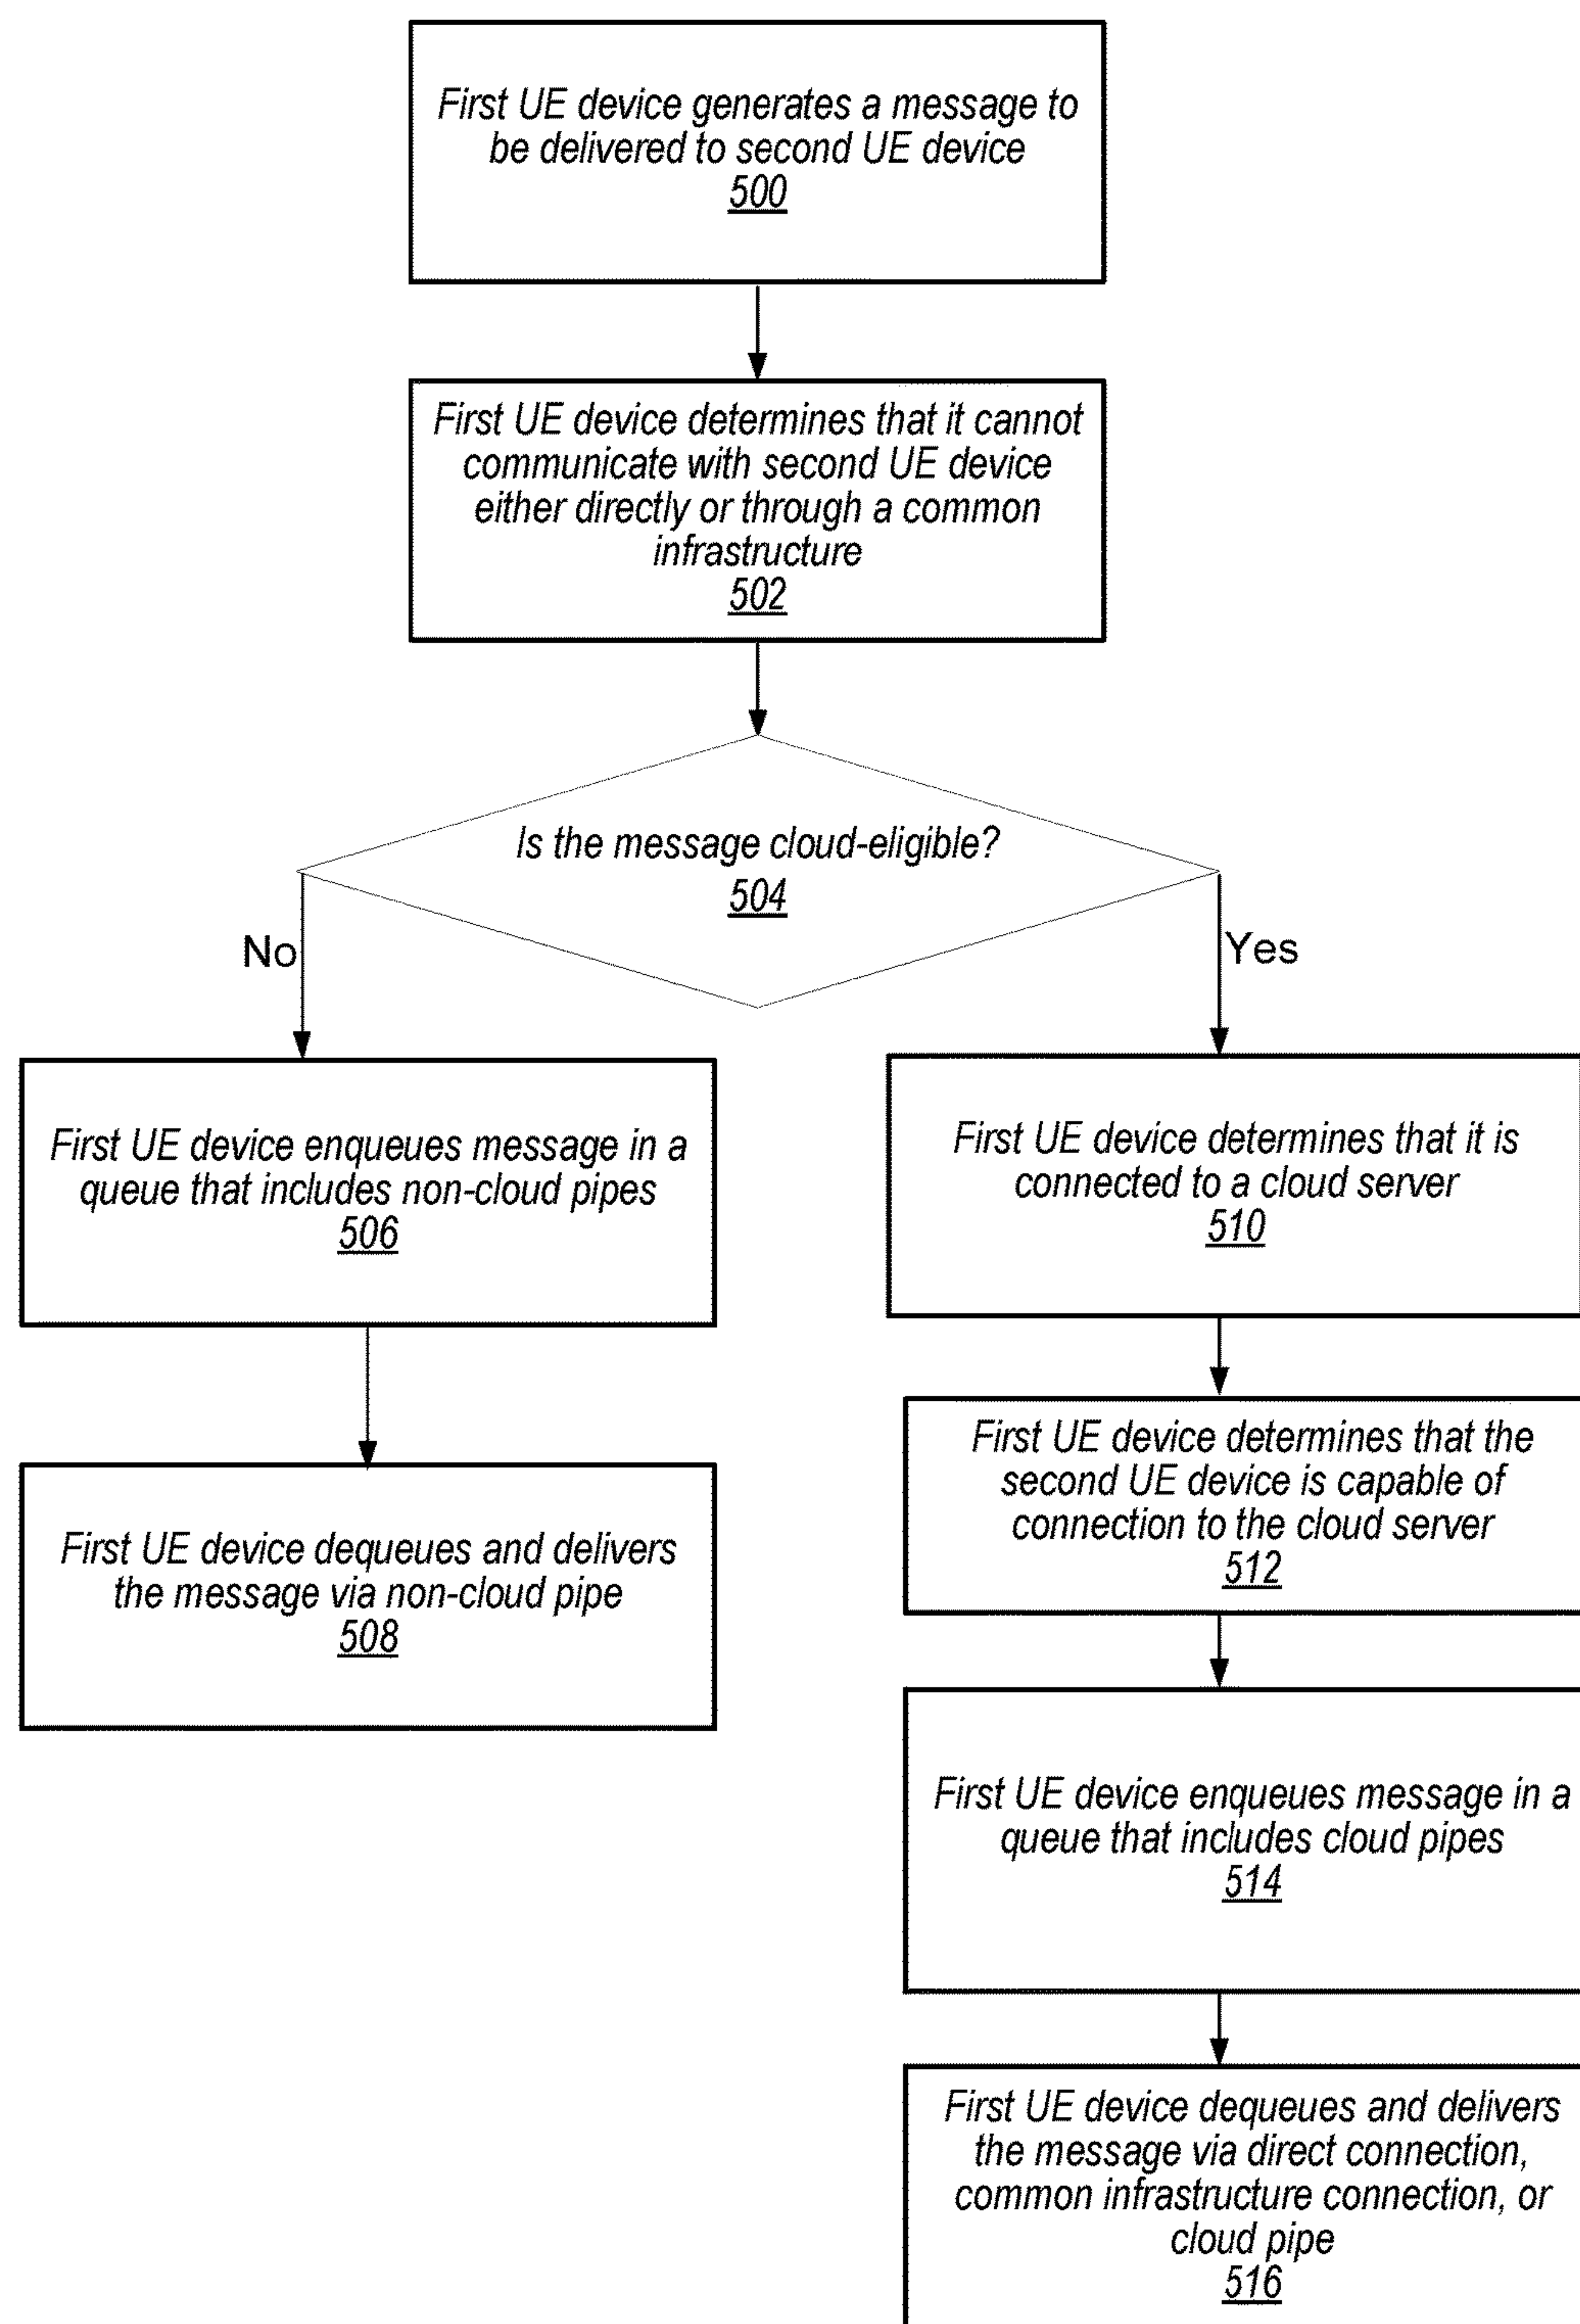 First UE device generates a message to
be delivered to second UE device
500
First UE device determines that it cannot
communicate with second UE device
either directly or through a common
infrastructure
502
Is the message cloud-eligible?
504
No
Yes
First UE device enqueues message in a
queue that includes non-cloud pipes
506
First UE device dequeues and delivers
the message via non-cloud pipe
508
First UE device determines that it is
connected to a cloud server
510
First UE device determines that the
second UE device is capable of
connection to the cloud server
512
First UE device enqueues message in a
queue that includes cloud pipes
514
First UE device dequeues and delivers
the message via direct connection,
common infrastructure connection, or
cloud pipe
516